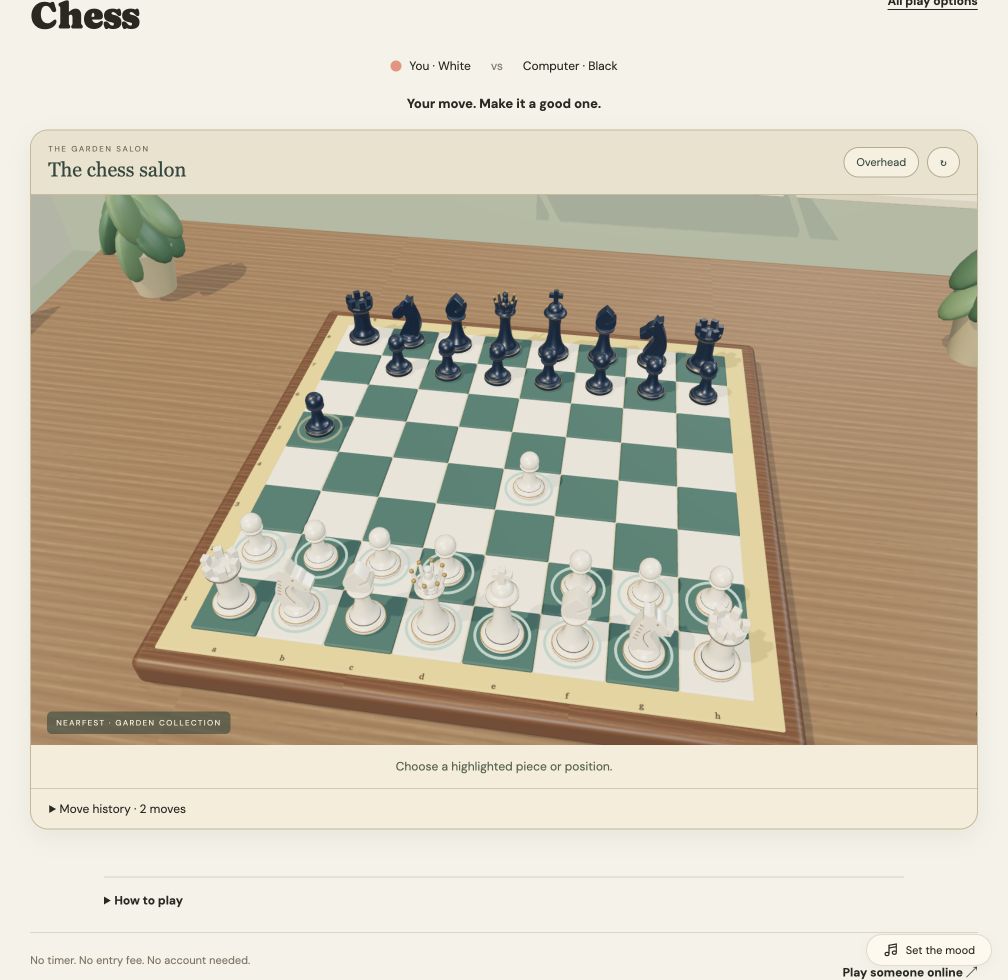 Chess
All play options
You · White vs Computer · Black
Your move. Make it a good one.
THE GARDEN SALON
The chess salon
Overhead
↻
a b c d e f g h
NEARFEST · GARDEN COLLECTION
Choose a highlighted piece or position.
▶ Move history · 2 moves
▶ How to play
No timer. No entry fee. No account needed.
Set the mood
Play someone online ↗